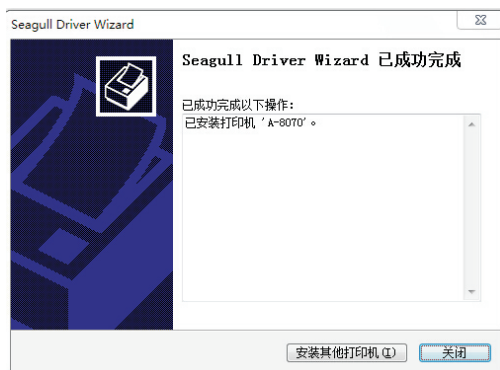 Seagull Driver Wizard
Seagull Driver Wizard 已成功完成
已成功完成以下操作：
已安装打印机 'A-8070'。
安装其他打印机(I)
关闭